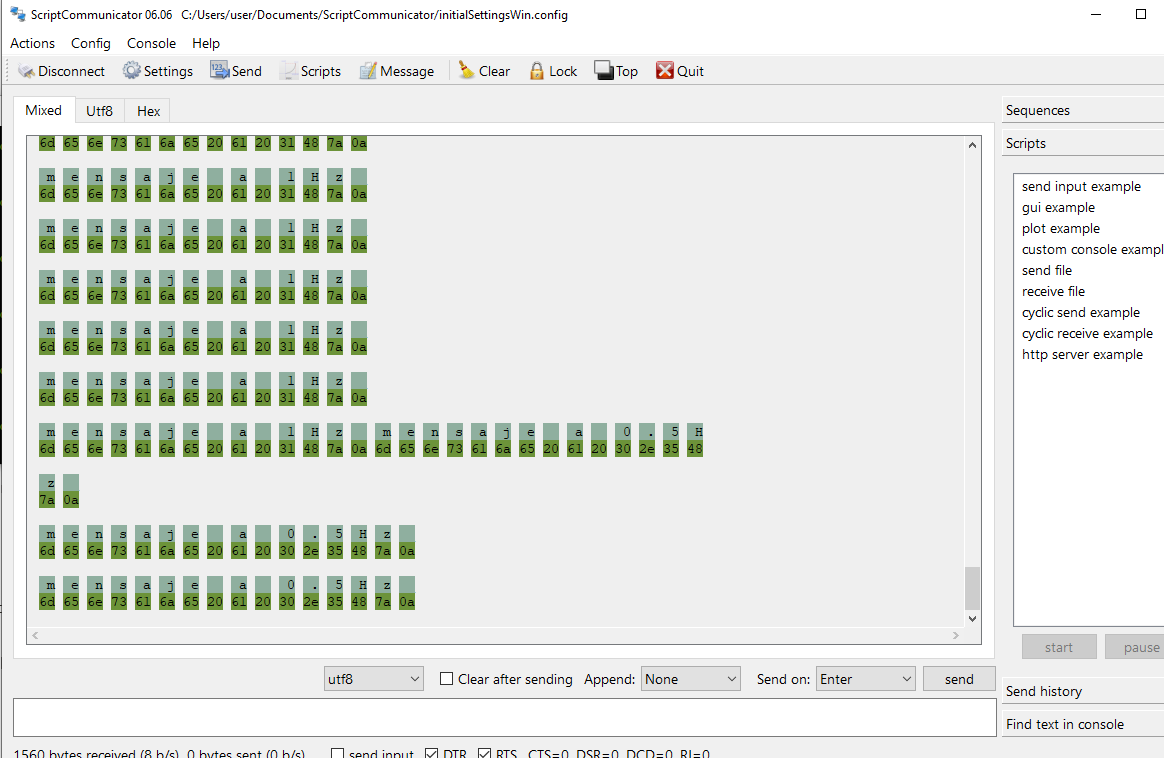 ScriptCommunicator 06.06 C:/Users/user/Documents/ScriptCommunicator/initialSettingsWin.config
Actions Config Console Help
Disconnect Settings Send Scripts Message Clear Lock Top Quit
Mixed Utf8 Hex
6d 65 6e 73 61 6a 65 20 61 20 31 48 7a 0a
m e n s a j e a 1 H z
6d 65 6e 73 61 6a 65 20 61 20 31 48 7a 0a
m e n s a j e a 1 H z
6d 65 6e 73 61 6a 65 20 61 20 31 48 7a 0a
m e n s a j e a 1 H z
6d 65 6e 73 61 6a 65 20 61 20 31 48 7a 0a
m e n s a j e a 1 H z
6d 65 6e 73 61 6a 65 20 61 20 31 48 7a 0a
m e n s a j e a 1 H z
6d 65 6e 73 61 6a 65 20 61 20 31 48 7a 0a
m e n s a j e a 1 H z m e n s a j e a 0 . 5 H
6d 65 6e 73 61 6a 65 20 61 20 31 48 7a 0a 6d 65 6e 73 61 6a 65 20 61 20 30 2e 35 48
z
7a 0a
m e n s a j e a 0 . 5 H z
6d 65 6e 73 61 6a 65 20 61 20 30 2e 35 48 7a 0a
m e n s a j e a 0 . 5 H z
6d 65 6e 73 61 6a 65 20 61 20 30 2e 35 48 7a 0a
utf8 Clear after sending Append: None Send on: Enter send
1560 bytes received (8 b/s), 0 bytes sent (0 b/s) send input DTR RTS CTS=0 DSR=0 DCD=0 RI=0
Sequences
Scripts
send input example
gui example
plot example
custom console exampl
send file
receive file
cyclic send example
cyclic receive example
http server example
start pause
Send history
Find text in console